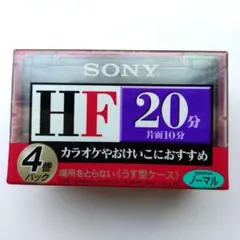 SONY
HF
20分
片面10分
4巻
パック
カラオケやおけいこにおすすめ
場所をとらない〈うす型ケース〉
ノーマル